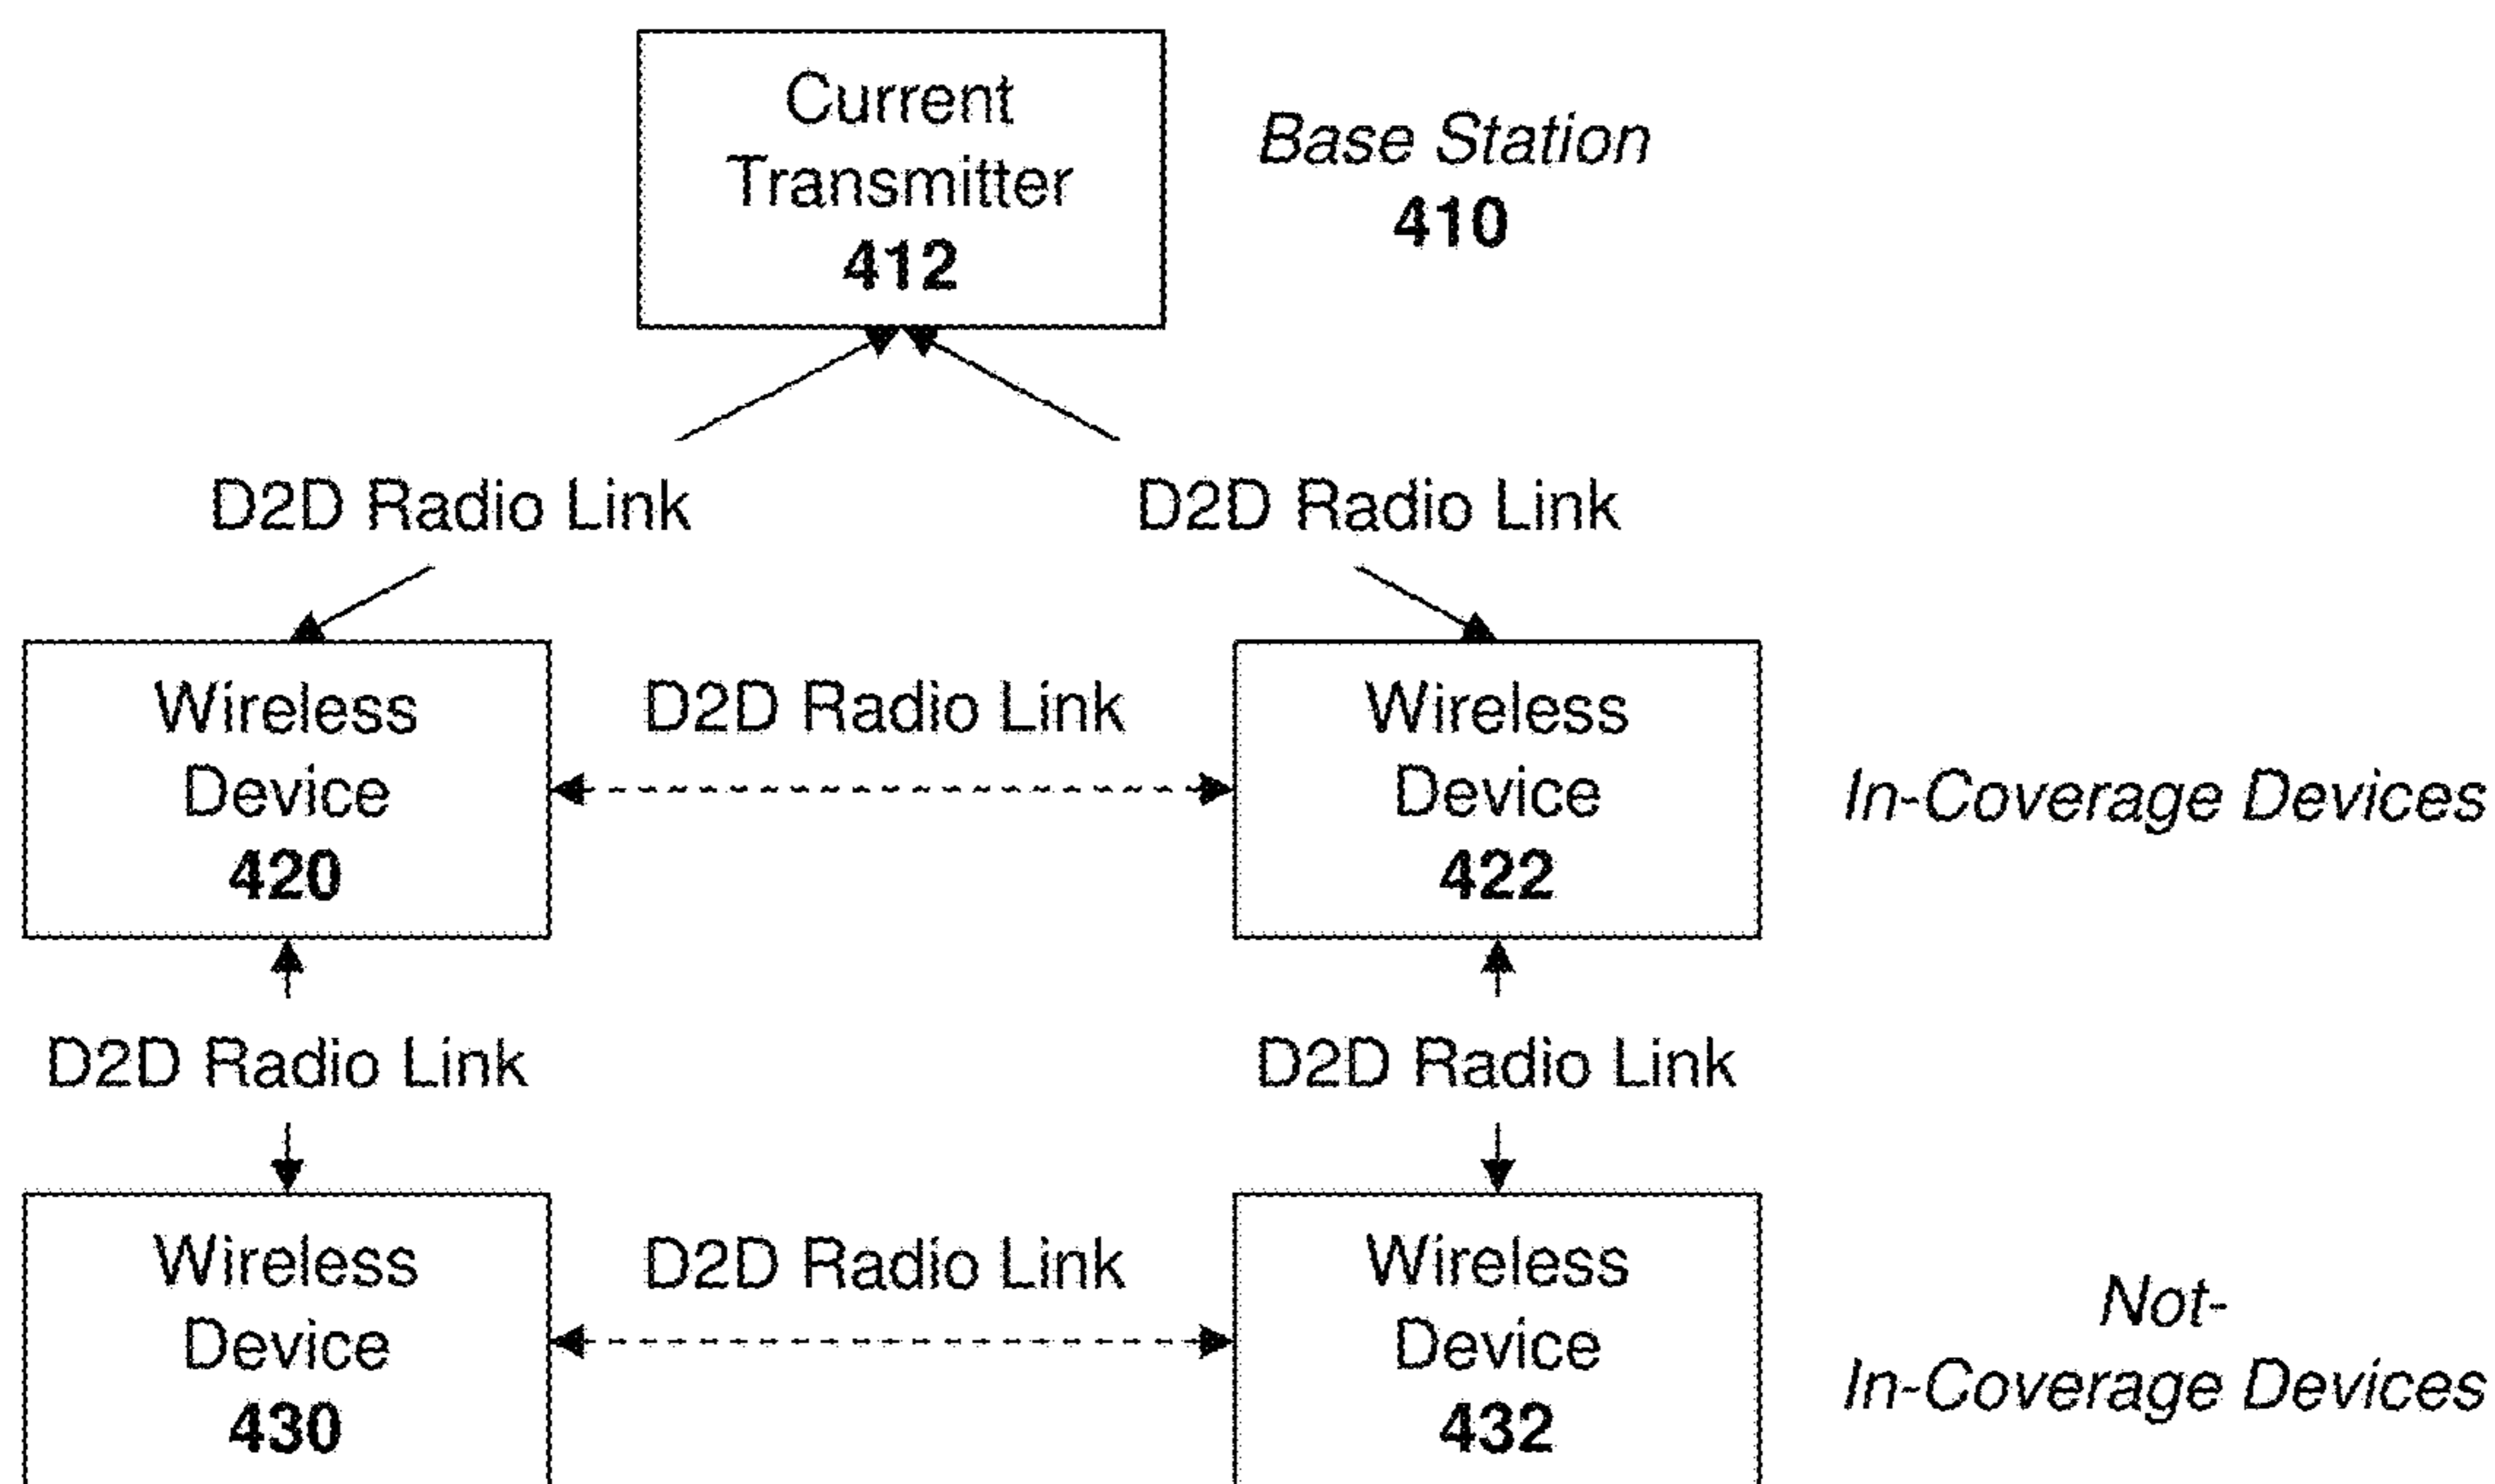 Current
Transmitter
412
Base Station
410
D2D Radio Link
D2D Radio Link
Wireless
Device
420
D2D Radio Link
Wireless
Device
422
In-Coverage Devices
D2D Radio Link
D2D Radio Link
Wireless
Device
430
D2D Radio Link
Wireless
Device
432
Not-
In-Coverage Devices